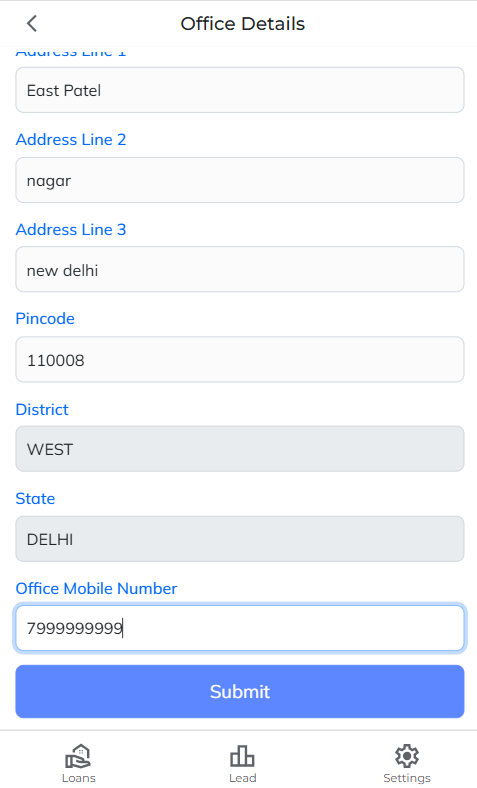 Office Details
Address Line 1
East Patel
Address Line 2
nagar
Address Line 3
new delhi
Pincode
110008
District
WEST
State
DELHI
Office Mobile Number
7999999999
Submit
Loans
Lead
Settings